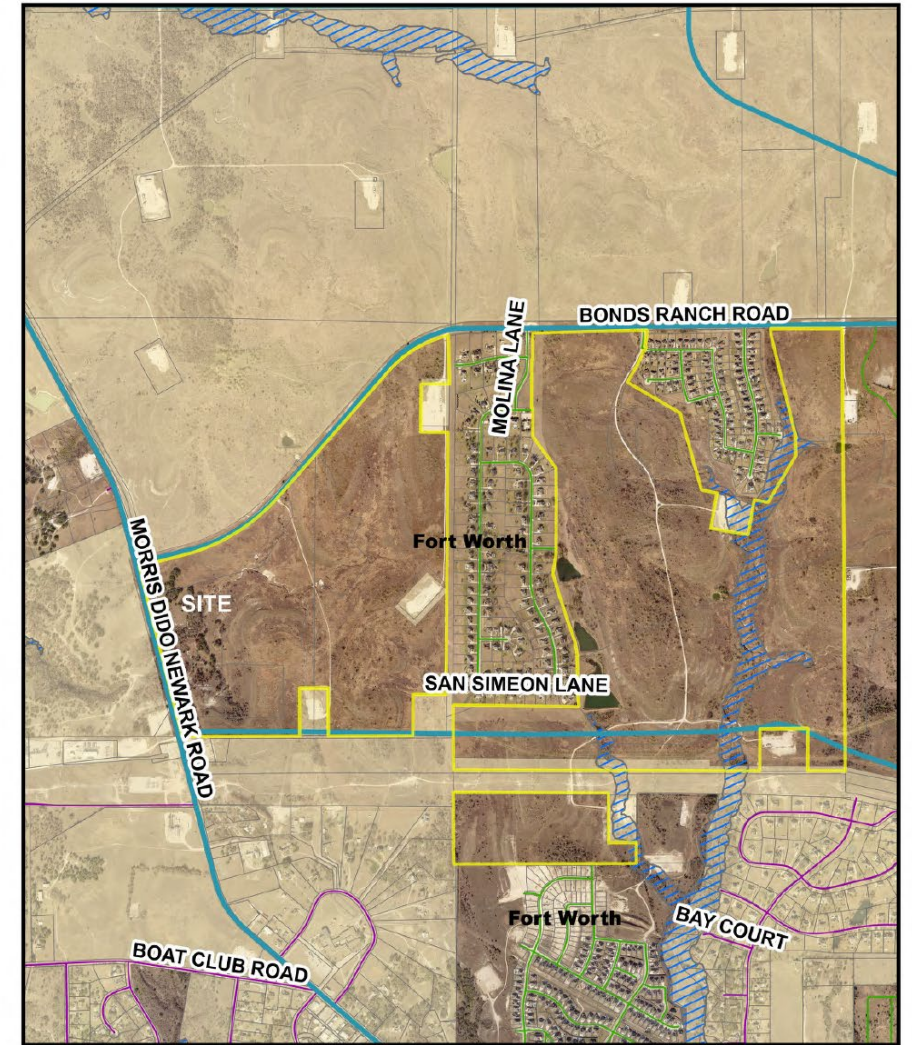 BONDS RANCH ROAD
MOLINA LANE
Fort Worth
MORRIS DIDO NEWARK ROAD
SITE
SAN SIMEON LANE
Fort Worth
BAY COURT
BOAT CLUB ROAD